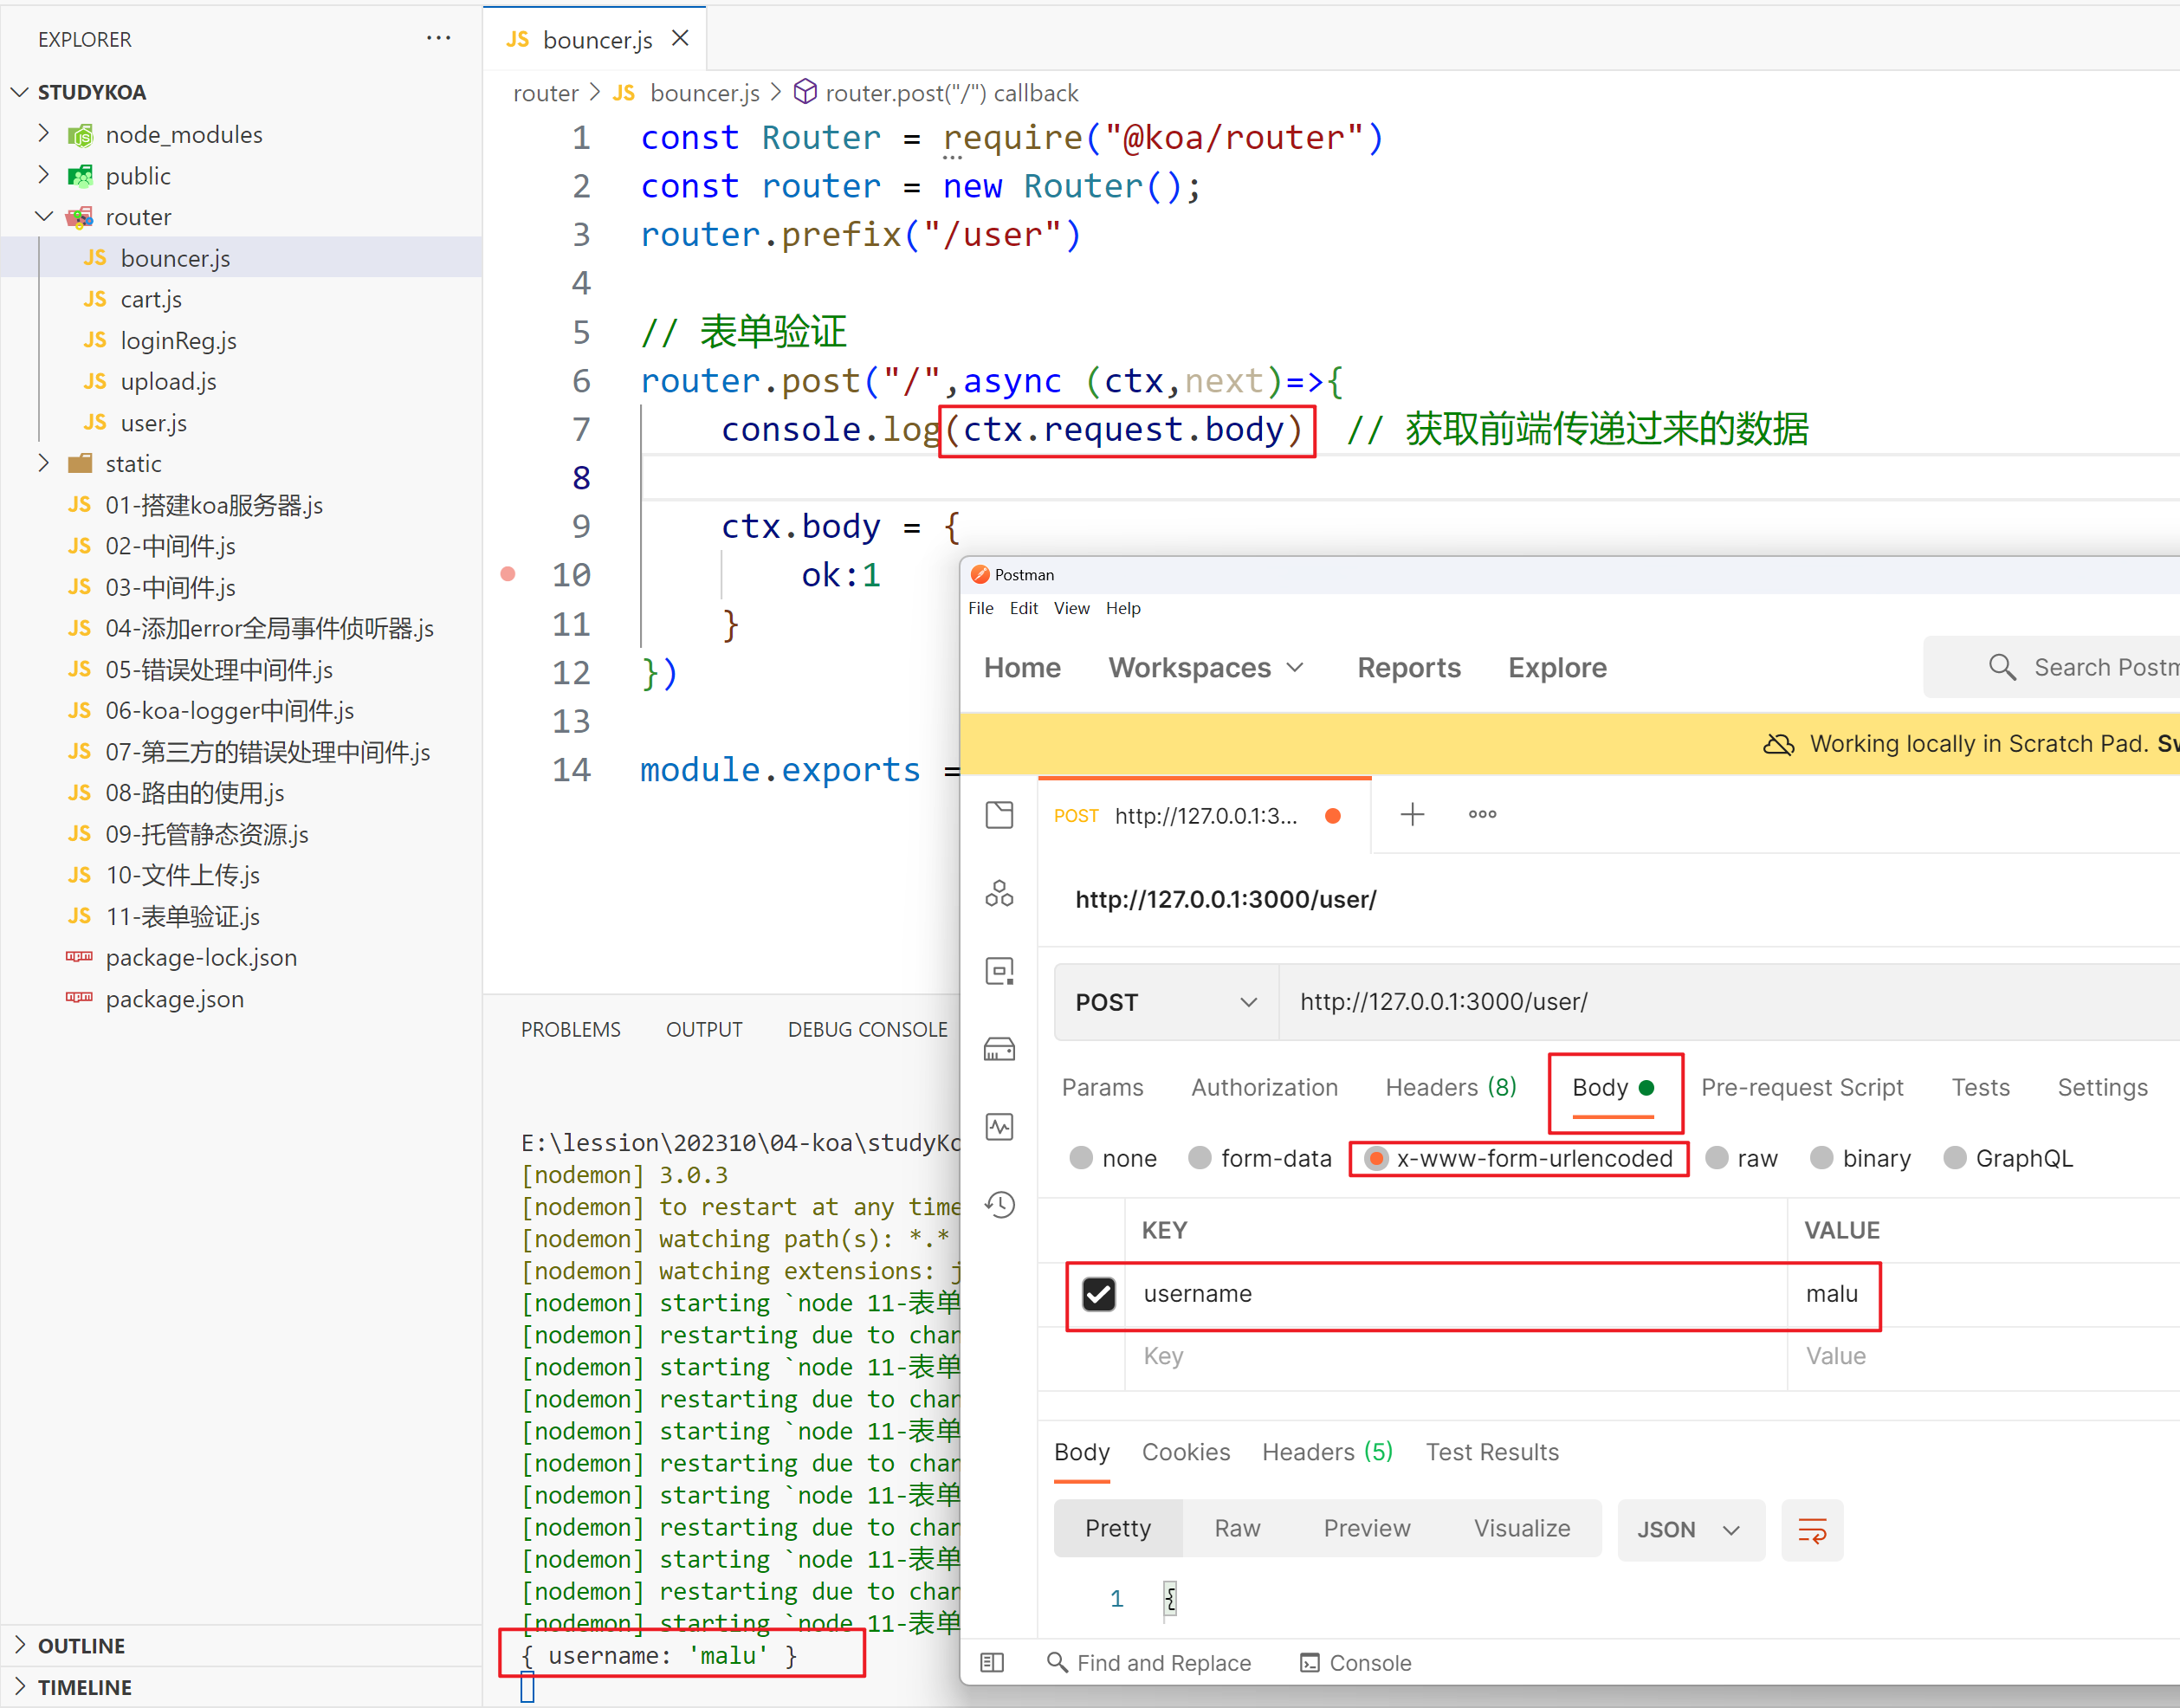 EXPLORER
STUDYKOA
node_modules
public
router
JS bouncer.js
JS cart.js
JS loginReg.js
JS upload.js
JS user.js
static
JS 01-搭建koa服务器.js
JS 02-中间件.js
JS 03-中间件.js
JS 04-添加error全局事件侦听器.js
JS 05-错误处理中间件.js
JS 06-koa-logger中间件.js
JS 07-第三方的错误处理中间件.js
JS 08-路由的使用.js
JS 09-托管静态资源.js
JS 10-文件上传.js
JS 11-表单验证.js
package-lock.json
package.json
OUTLINE
TIMELINE
JS bouncer.js
router > JS bouncer.js > router.post("/") callback
1 const Router = require("@koa/router")
2 const router = new Router();
3 router.prefix("/user")
4
5 // 表单验证
6 router.post("/",async (ctx,next)=>{
7 console.log(ctx.request.body) // 获取前端传递过来的数据
8
9 ctx.body = {
10 ok:1
11 }
12 })
13
14 module.exports =
PROBLEMS OUTPUT DEBUG CONSOLE
E:\lession\202310\04-koa\studyKo
[nodemon] 3.0.3
[nodemon] to restart at any time
[nodemon] watching path(s): *.*
[nodemon] watching extensions: j
[nodemon] starting `node 11-表单
[nodemon] restarting due to char
[nodemon] starting `node 11-表单
[nodemon] restarting due to char
[nodemon] starting `node 11-表单
[nodemon] restarting due to char
[nodemon] starting `node 11-表单
[nodemon] restarting due to char
[nodemon] starting `node 11-表单
[nodemon] restarting due to char
[nodemon] starting `node 11-表单
{ username: 'malu' }
Postman
File Edit View Help
Home Workspaces Reports Explore Search Postm
Working locally in Scratch Pad. Sw
POST http://127.0.0.1:3...
http://127.0.0.1:3000/user/
POST http://127.0.0.1:3000/user/
Params Authorization Headers (8) Body Pre-request Script Tests Settings
none form-data x-www-form-urlencoded raw binary GraphQL
KEY VALUE
username malu
Key Value
Body Cookies Headers (5) Test Results
Pretty Raw Preview Visualize JSON
1 {
Find and Replace Console